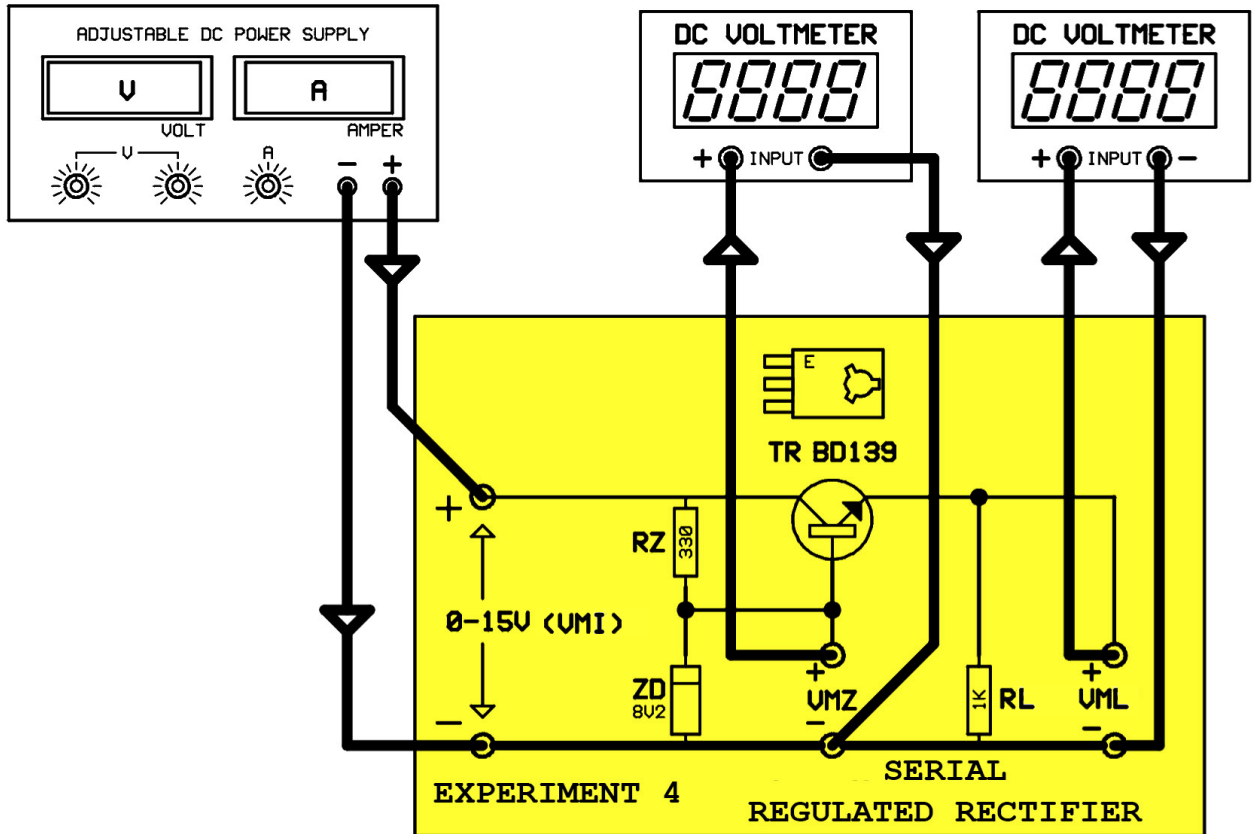 ADJUSTABLE DC POWER SUPPLY
V
A
VOLT
AMPER
V
A
- +
DC VOLTMETER
8888
+ INPUT
DC VOLTMETER
8888
+ INPUT -
E
TR BD139
+
RZ
330
0-15V (VMI)
ZD
8V2
+
VMZ
-
1K
RL
+
VML
-
-
EXPERIMENT 4
SERIAL
REGULATED RECTIFIER